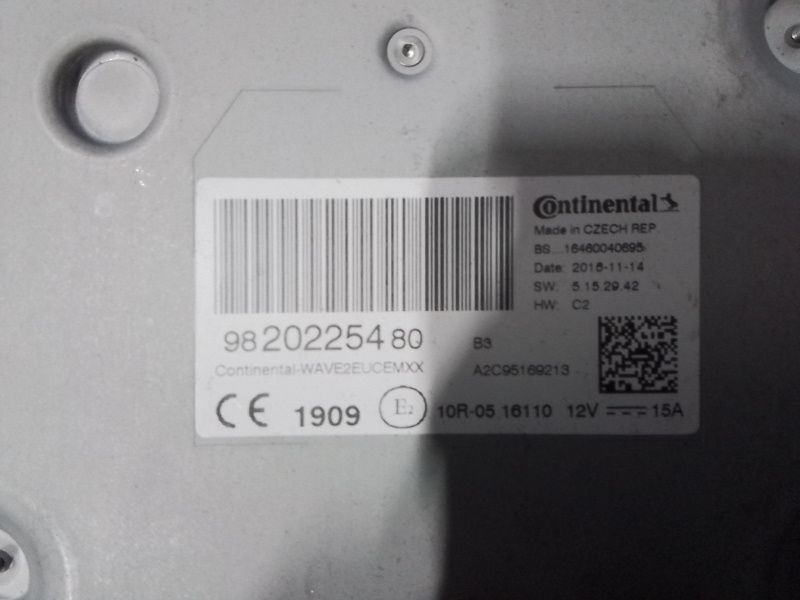 Continental
Made in CZECH REP.
BS 16460040695
Date: 2016-11-14
SW: 5.15.29.42
HW: C2
98 202254 80 B3
Continental-WAVE2EUCEMXX A2C95169213
CE 1909 E2 10R-05 16110 12V 15A